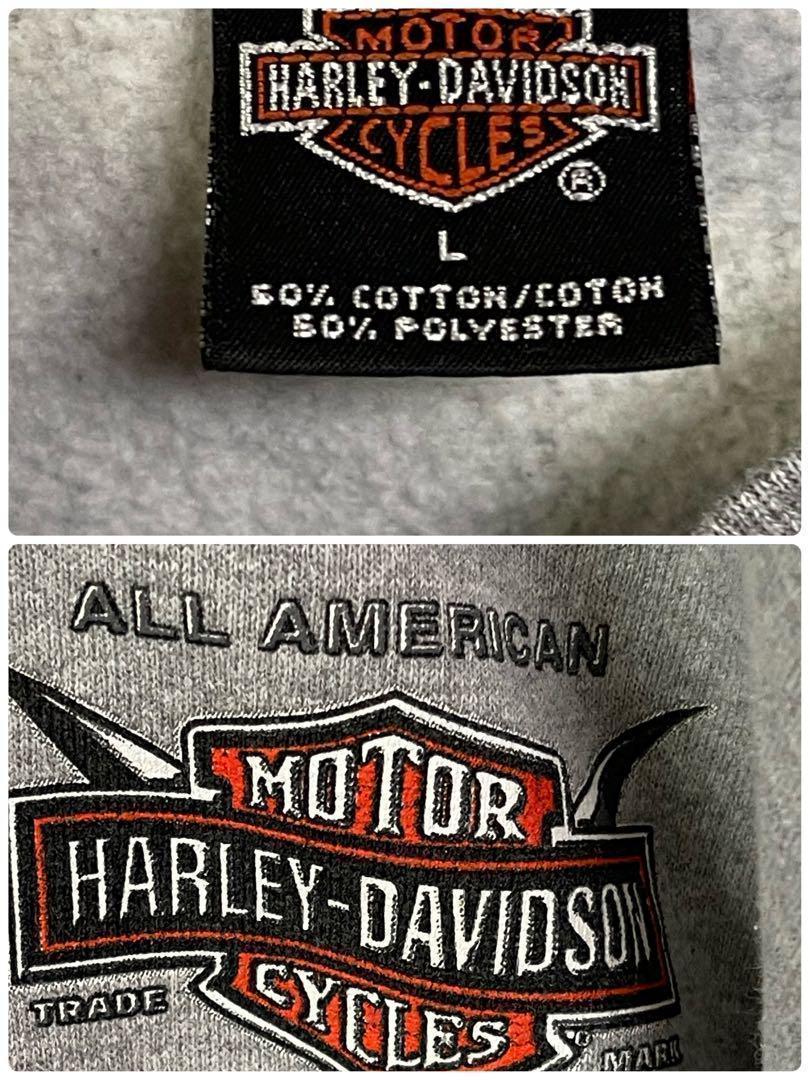 MOTOR
HARLEY-DAVIDSON
CYCLES
®
L
50% COTTON/COTON
50% POLYESTER
ALL AMERICAN
MOTOR
HARLEY-DAVIDSON
CYCLES
®
TRADE MARK